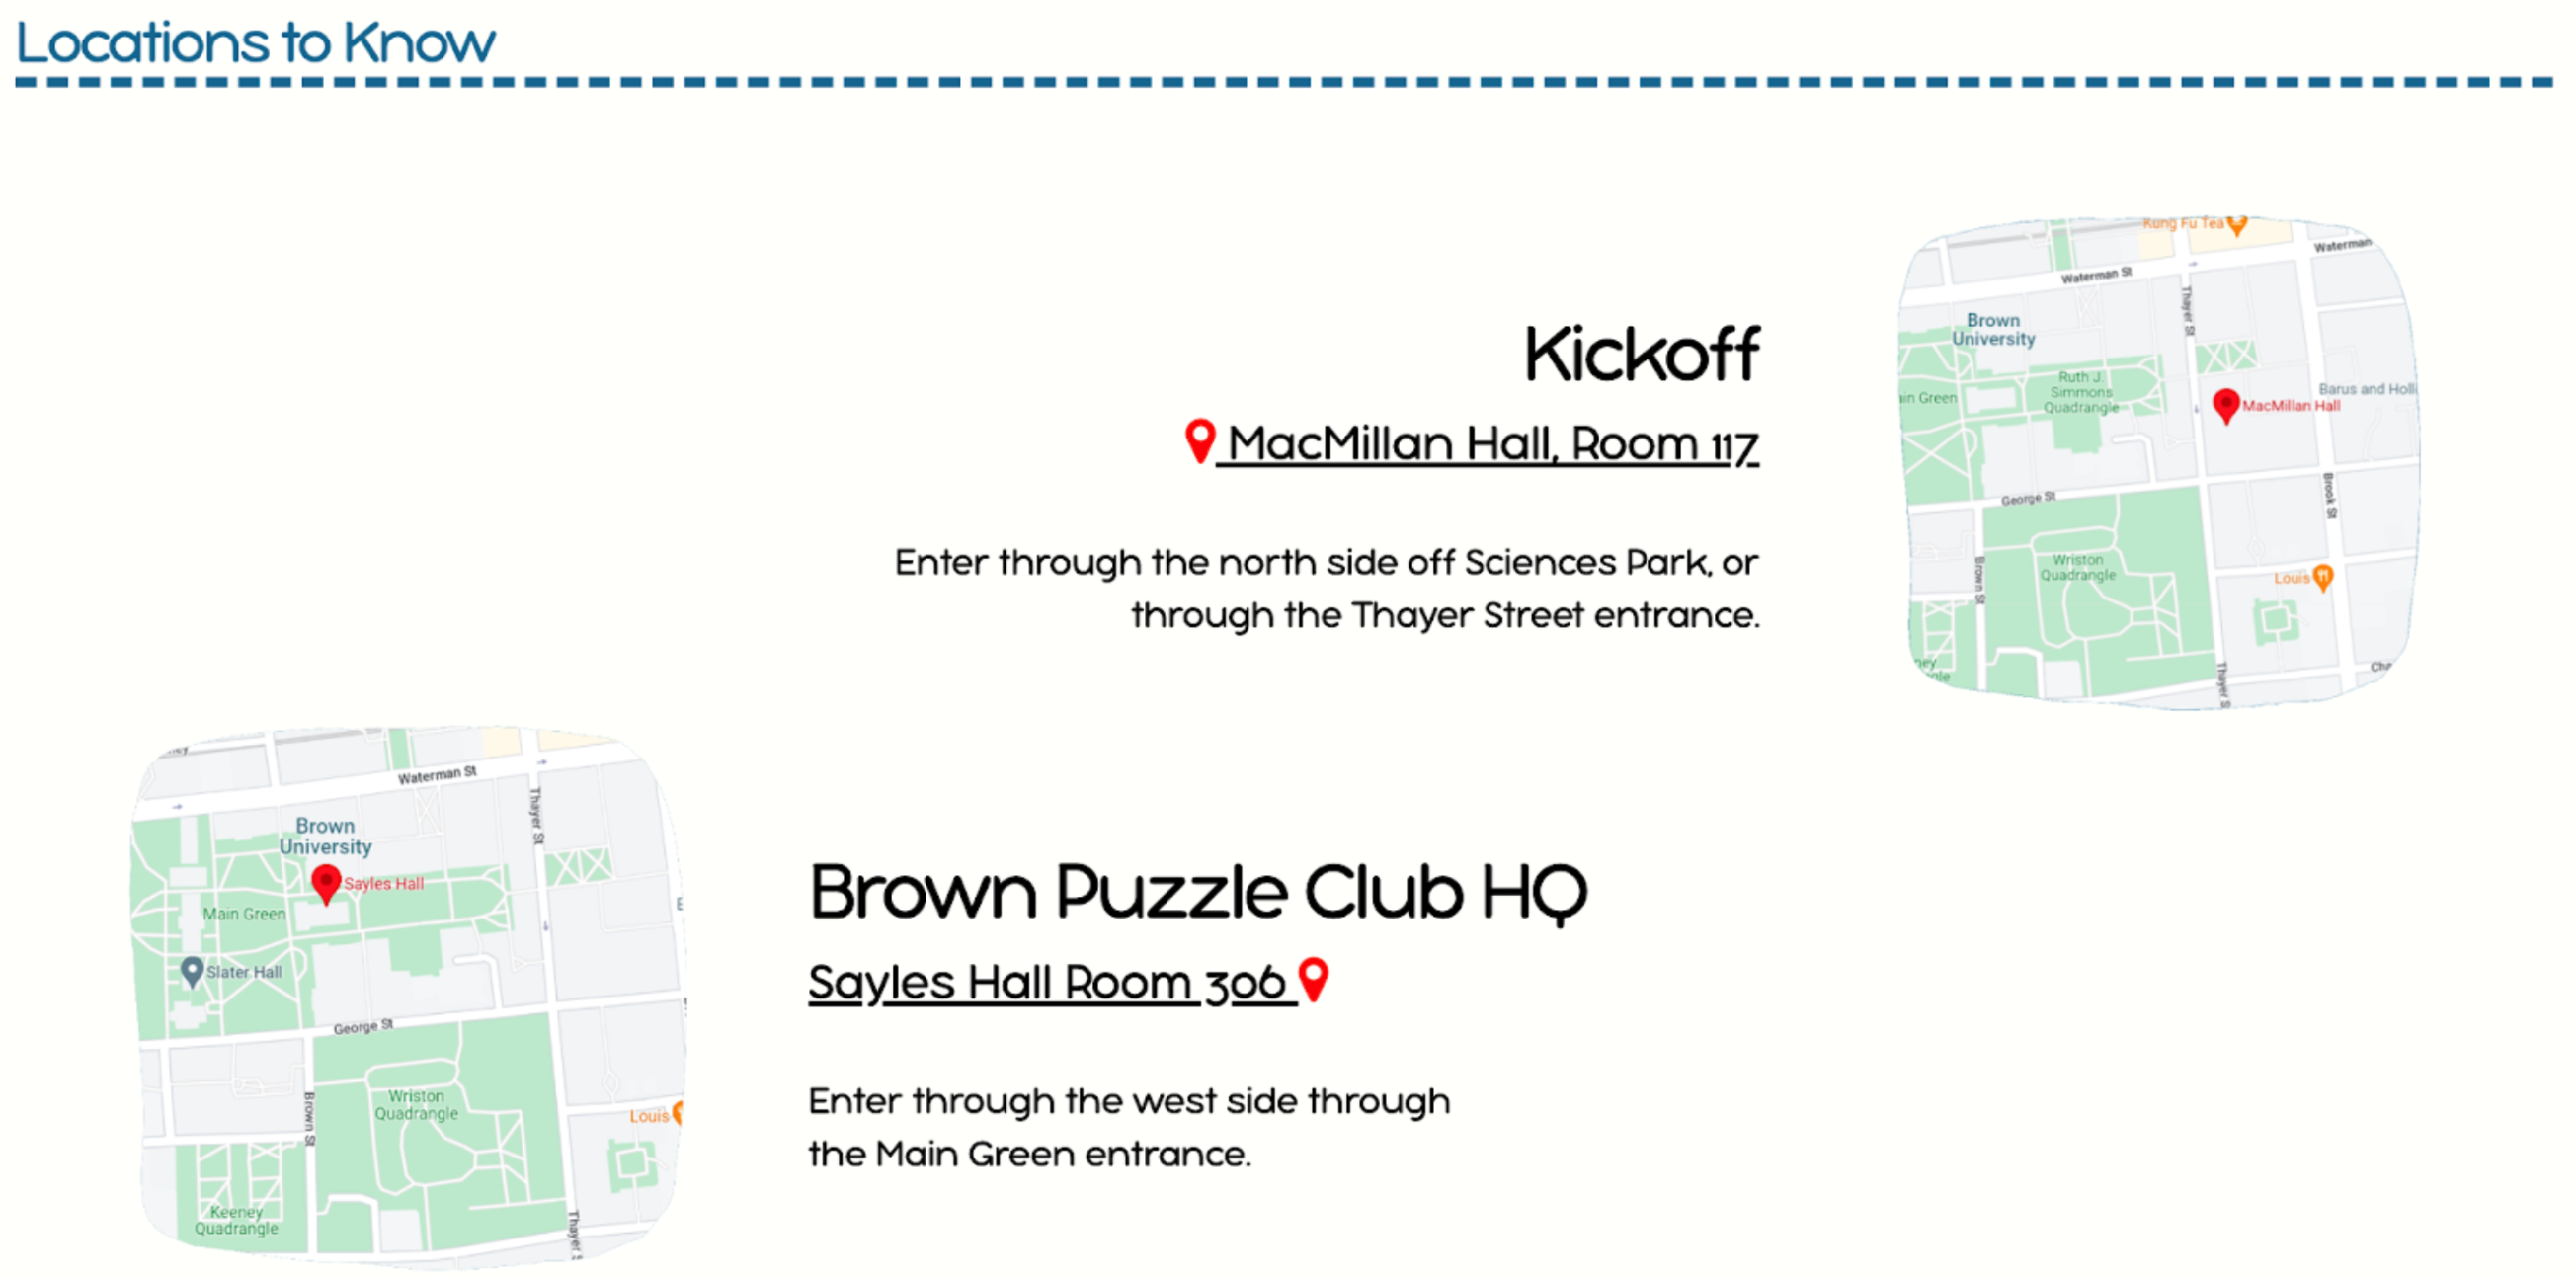 Locations to Know
Kickoff
MacMillan Hall, Room 117
Enter through the north side off Sciences Park, or
through the Thayer Street entrance.
Kung Fu Tea
Waterman
Waterman St
Thayer St
Brown
University
Ruth J.
Simmons
Quadrangle
ain Green
Barus and Holl
MacMillan Hall
George St
Brook St
Wriston
Quadrangle
Brown St
Louis
ney
gle
Cha
Thayer S
Brown Puzzle Club HQ
Sayles Hall Room 306
Enter through the west side through
the Main Green entrance.
Waterman St
Thayer St
Brown
University
Sayles Hall
Main Green
Slater Hall
George St
Wriston
Quadrangle
Brown St
Louis
Keeney
Quadrangle
Thayer S